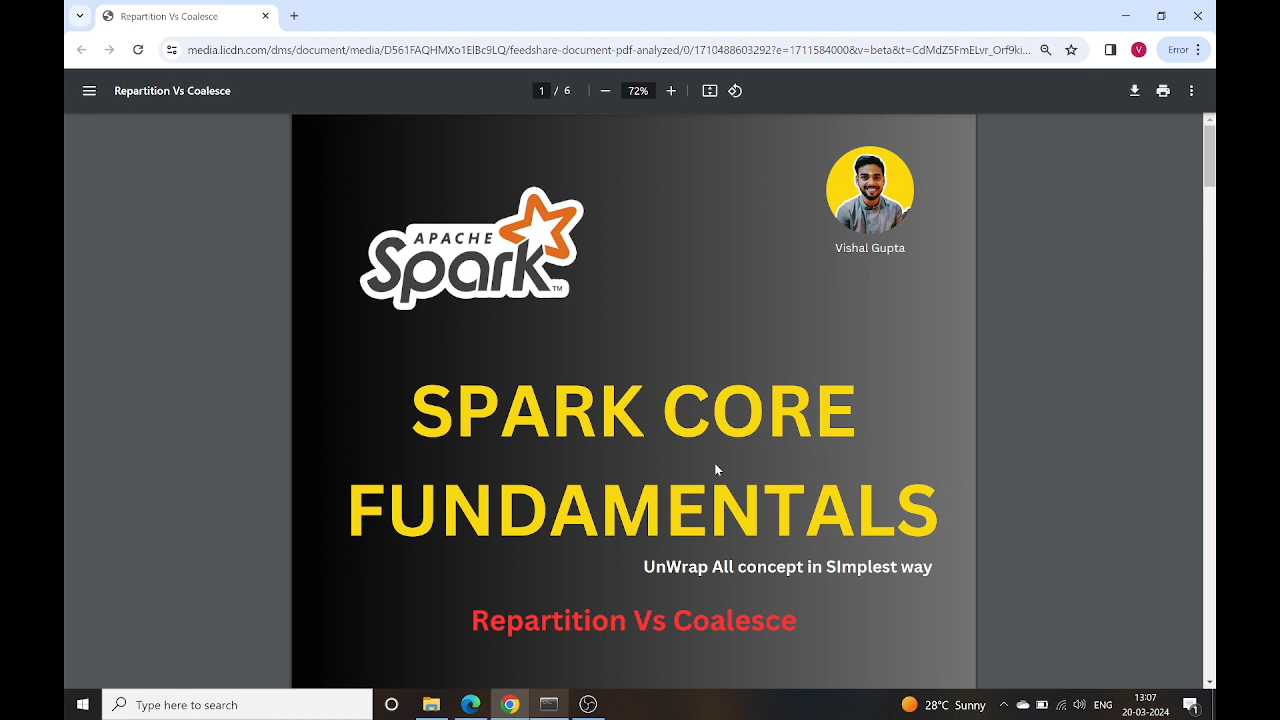 Repartition Vs Coalesce
media.licdn.com/dms/document/media/D561FAQHMXo1ElBc9LQ/feedshare-document-pdf-analyzed/0/1710488603292?e=1711584000&v=beta&t=CdMdZ5FmELvr_Orf9ki...
V
Error
Repartition Vs Coalesce
1 / 6
72%
Vishal Gupta
APACHE
Spark TM
SPARK CORE
FUNDAMENTALS
UnWrap All concept in SImplest way
Repartition Vs Coalesce
Type here to search
28°C Sunny
ENG
13:07
20-03-2024
1